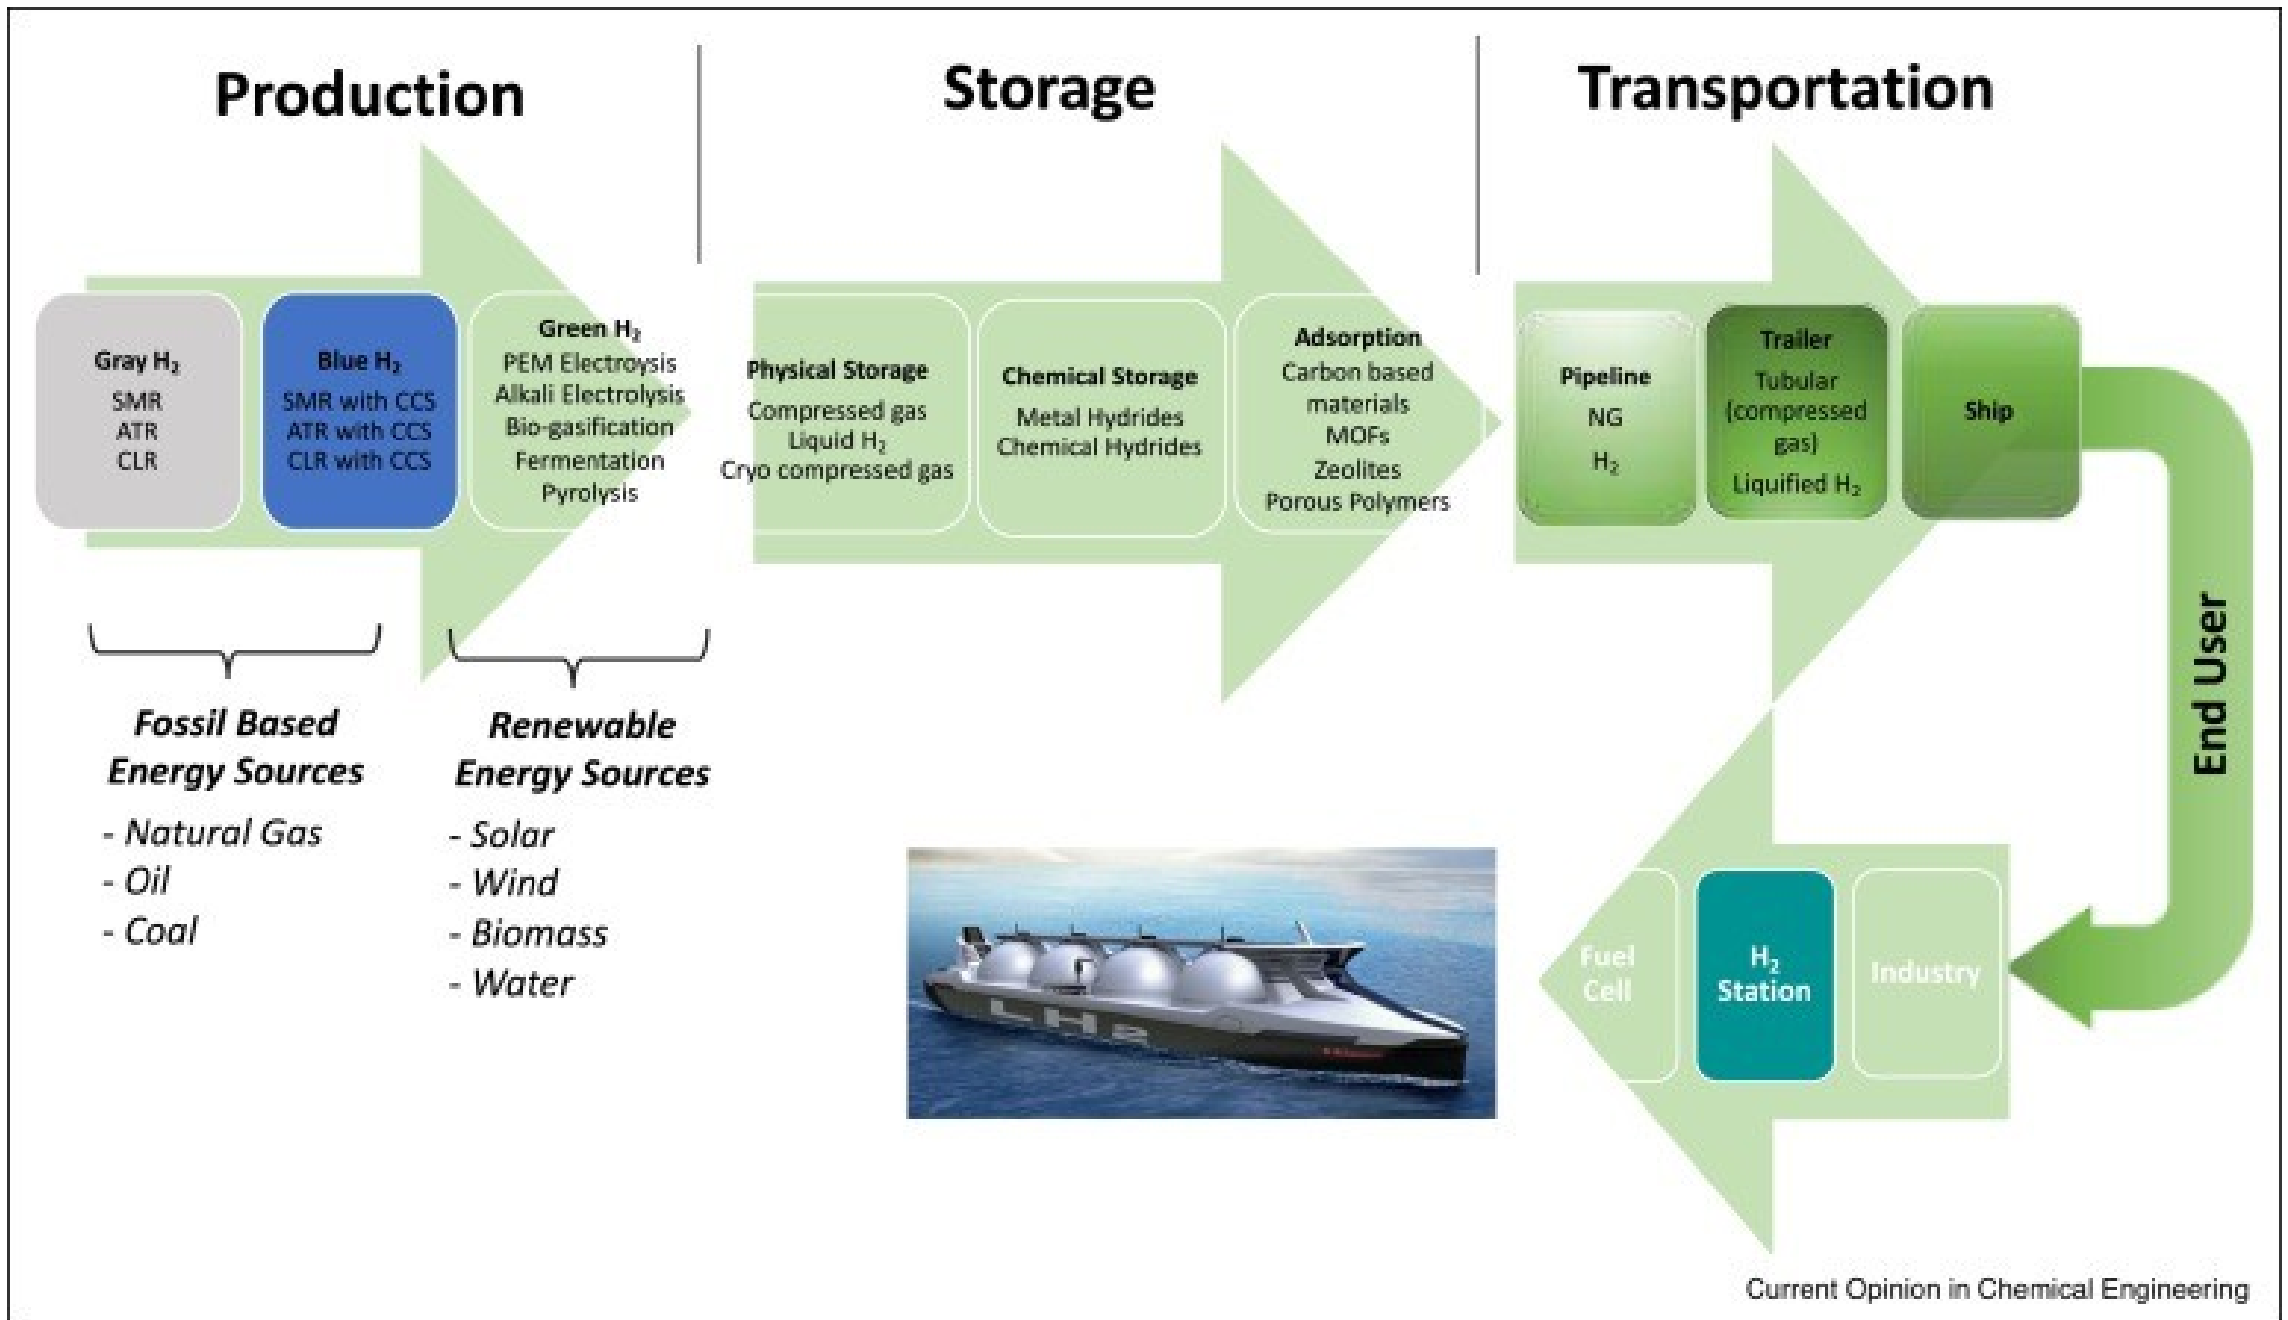 Production
Storage
Transportation
Gray H₂
SMR
ATR
CLR
Blue H₂
SMR with CCS
ATR with CCS
CLR with CCS
Green H₂
PEM Electroysis
Alkali Electrolysis
Bio-gasification
Fermentation
Pyrolysis
Physical Storage
Compressed gas
Liquid H₂
Cryo compressed gas
Chemical Storage
Metal Hydrides
Chemical Hydrides
Adsorption
Carbon based
materials
MOFs
Zeolites
Porous Polymers
Pipeline
NG
H₂
Trailer
Tubular
(compressed
gas)
Liquified H₂
Ship
End User
Fossil Based
Energy Sources
- Natural Gas
- Oil
- Coal
Renewable
Energy Sources
- Solar
- Wind
- Biomass
- Water
LH₂
Fuel
Cell
H₂
Station
Industry
Current Opinion in Chemical Engineering